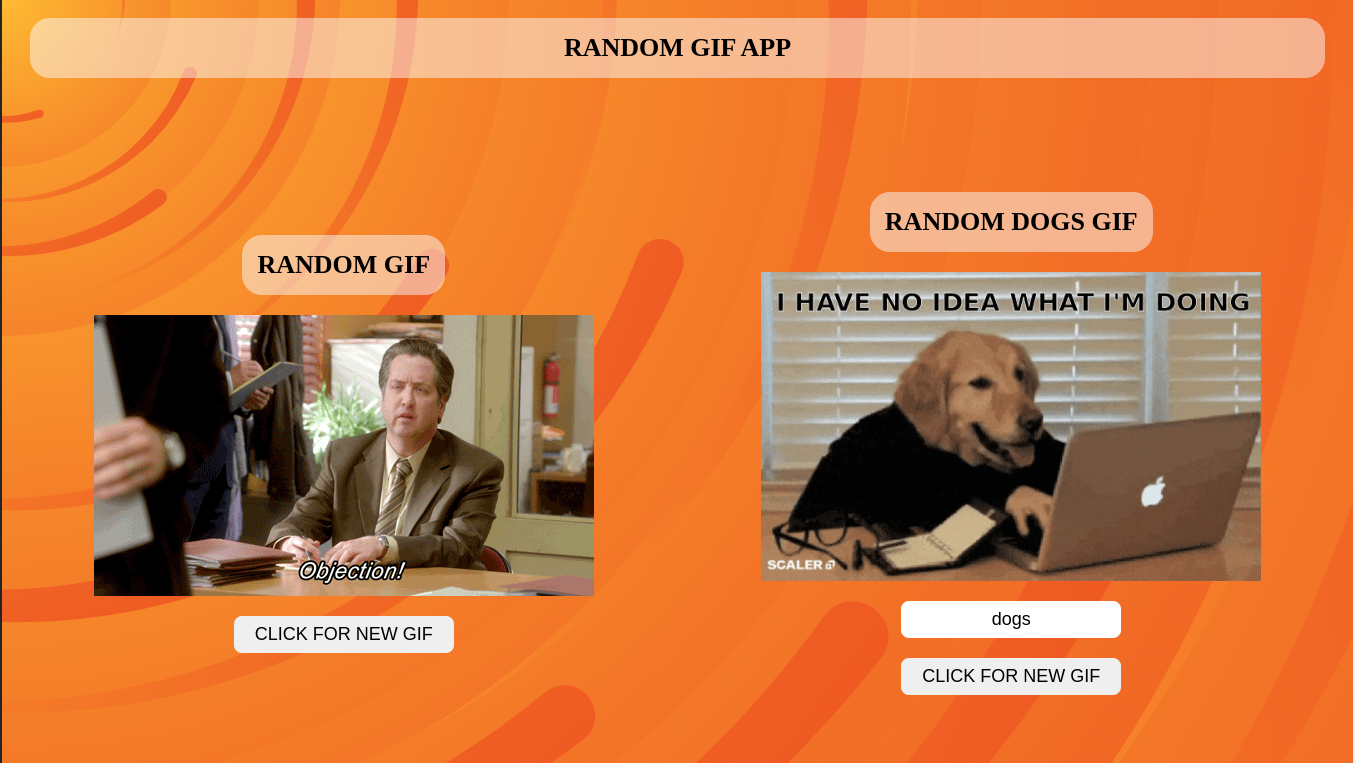 RANDOM GIF APP
RANDOM GIF
Objection!
CLICK FOR NEW GIF
RANDOM DOGS GIF
I HAVE NO IDEA WHAT I'M DOING
SCALER
dogs
CLICK FOR NEW GIF